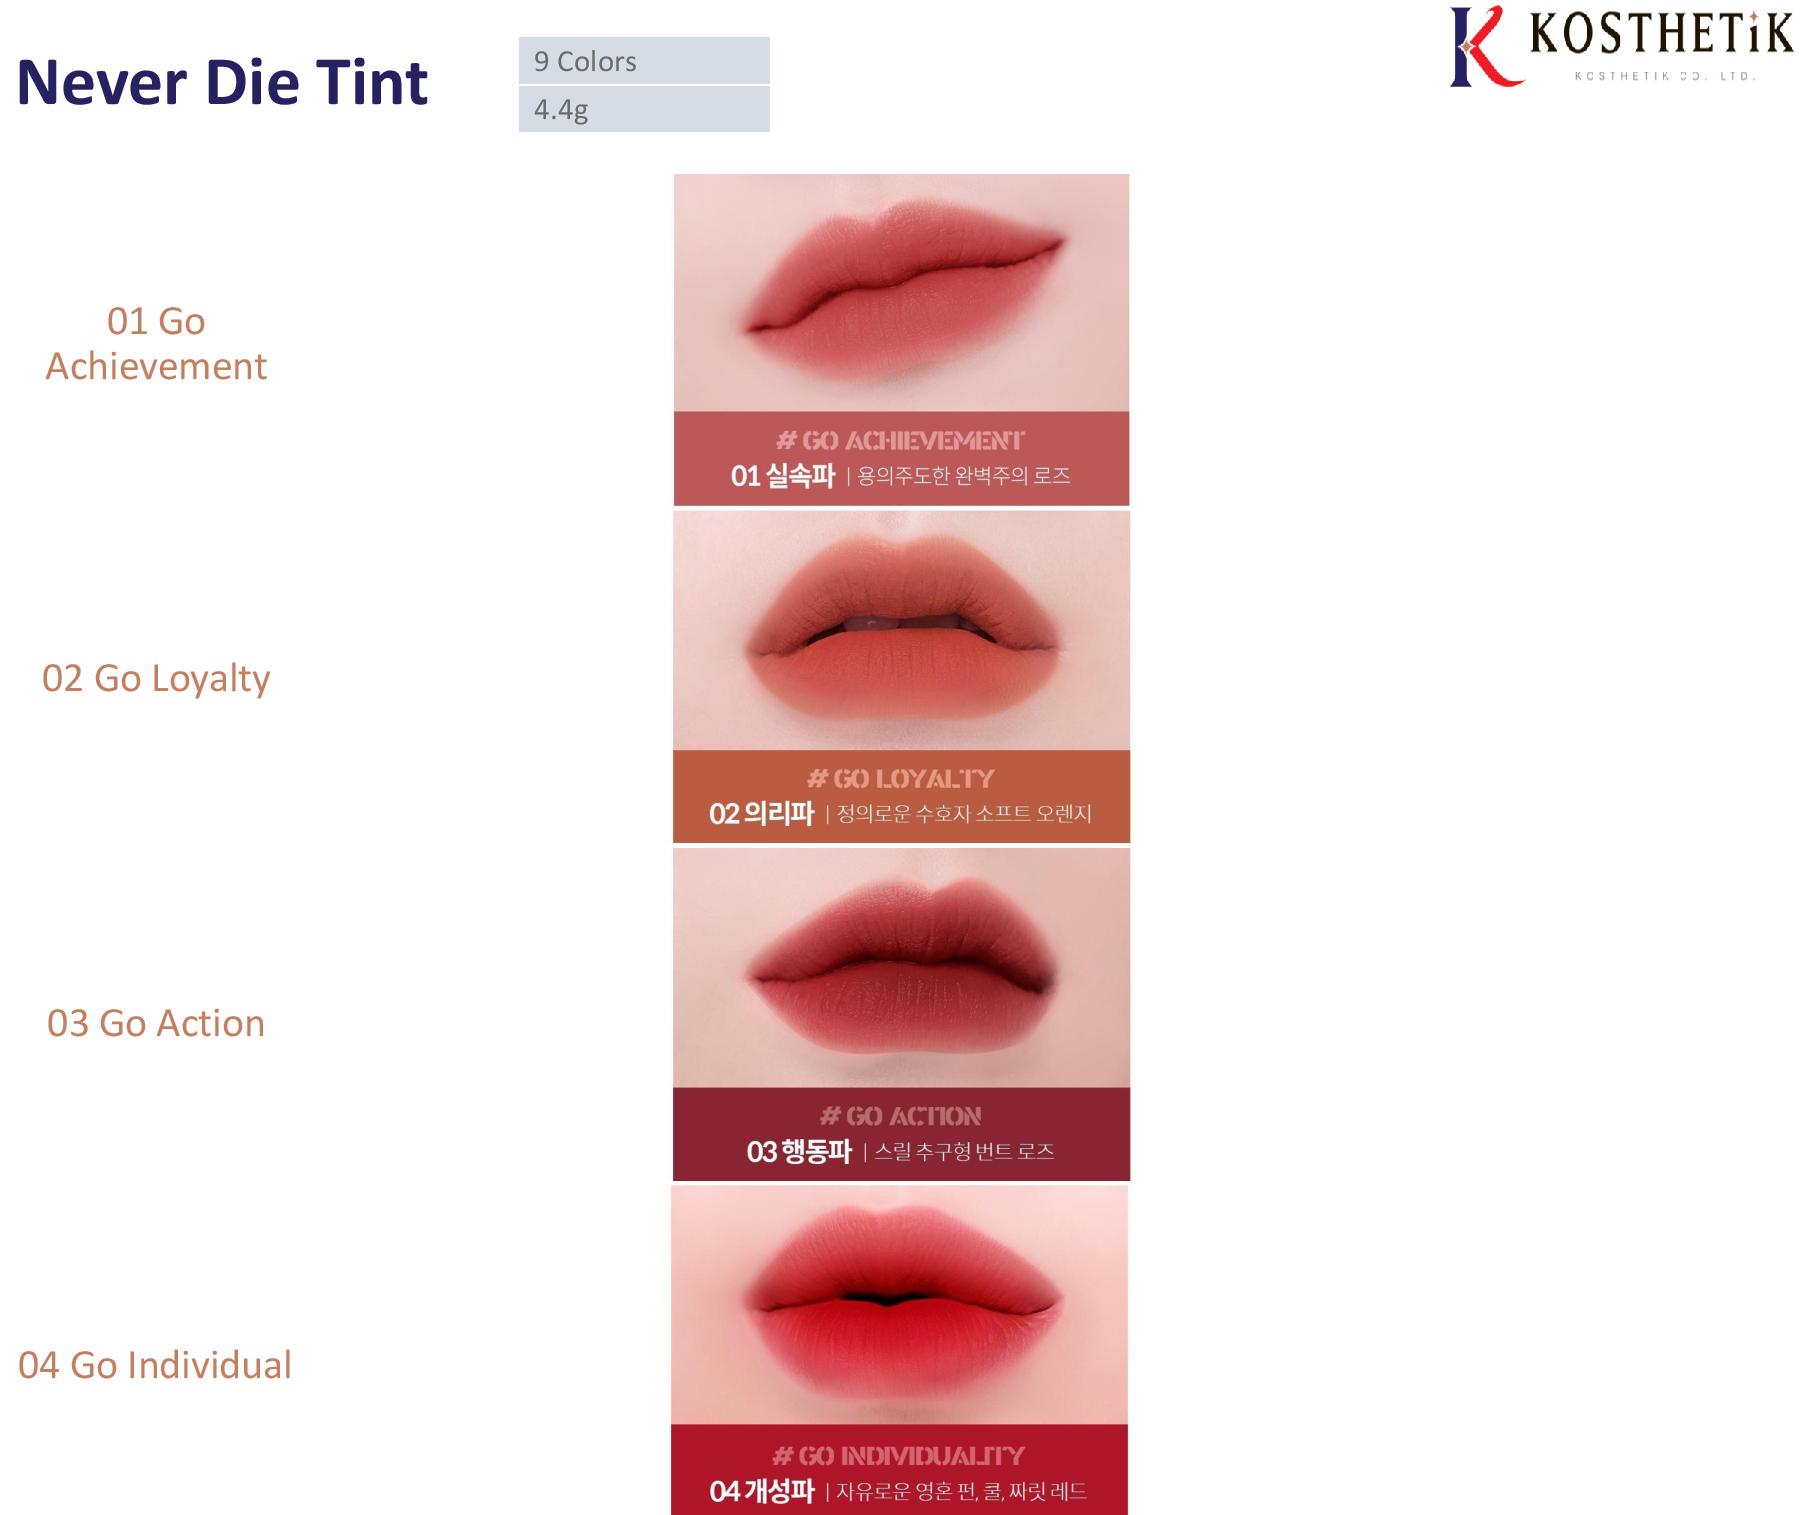 Never Die Tint
9 Colors
4.4g
KOSTHETiK
KOSTHETIK CO. LTD.
01 Go
Achievement
# GO ACHIEVEMENT
01 실속파 | 용의주도한 완벽주의 로즈
02 Go Loyalty
# GO LOYALTY
02 의리파 | 정의로운 수호자 소프트 오렌지
03 Go Action
# GO ACTION
03 행동파 | 스릴 추구형 번트 로즈
04 Go Individual
# GO INDIVIDUALITY
04 개성파 | 자유로운 영혼 펀, 쿨, 짜릿 레드